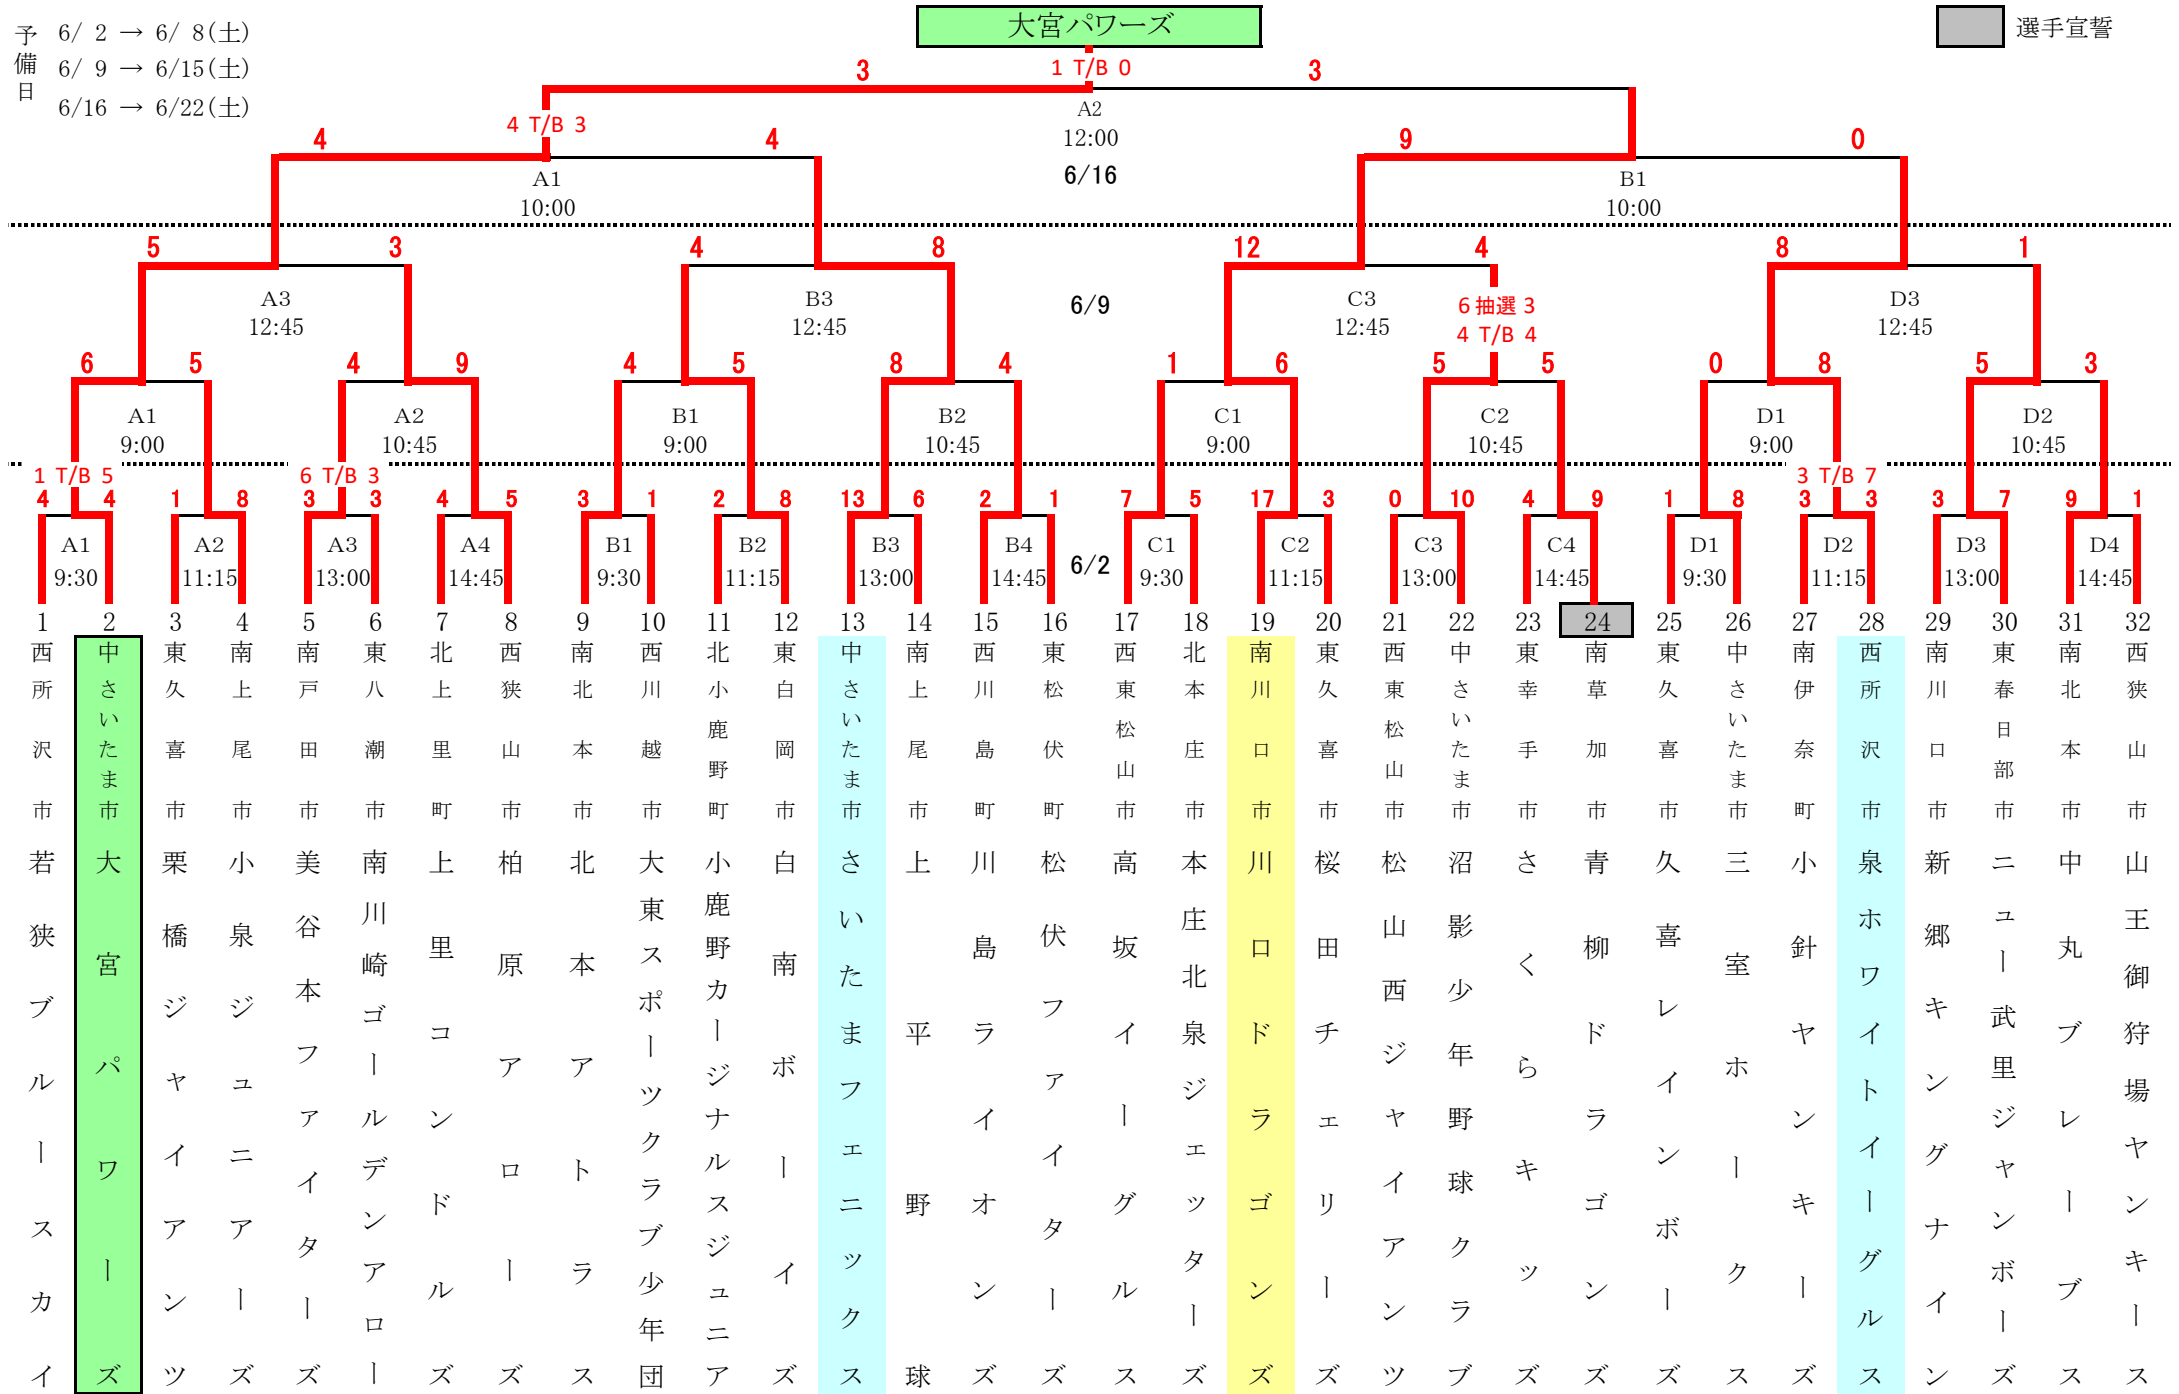 大宮パワーズ
選手宣誓
予備日
6/ 2 → 6/ 8(土)
6/ 9 → 6/15(土)
6/16 → 6/22(土)
3 1 T/B 0 3
A2
12:00
4 4 T/B 3 4 9 0
6/16
A1 B1
10:00 10:00
5 3 4 8 12 4 8 1
A3 B3 6/9 C3 6 抽選 3 D3
12:45 12:45 12:45 4 T/B 4 12:45
6 5 4 9 4 5 8 4 1 6 5 5 0 8 5 3
A1 A2 B1 B2 C1 C2 D1 D2
9:00 10:45 9:00 10:45 9:00 10:45 9:00 10:45
1 T/B 5 6 T/B 3 3 T/B 7
4 4 1 8 3 3 4 5 3 1 2 8 13 6 2 1 7 5 17 3 0 10 4 9 1 8 3 3 3 7 9 1
A1 A2 A3 A4 B1 B2 B3 B4 6/2 C1 C2 C3 C4 D1 D2 D3 D4
9:30 11:15 13:00 14:45 9:30 11:15 13:00 14:45 9:30 11:15 13:00 14:45 9:30 11:15 13:00 14:45
1 西 所沢市 若狭ブルースカイ
2 中 さいたま市 大宮パワーズ
3 東 久喜市 栗橋ジャイアンツ
4 南 上尾市 小泉ジュニアーズ
5 南 戸田市 美谷本ファイターズ
6 東 八潮市 南川崎ゴールデンアロー
7 北 上里町 上里コンドルズ
8 西 狭山市 柏原アローズ
9 南 北本市 北本アトラス
10 西 川越市 大東スポーツクラブ少年団
11 北 小鹿野町 小鹿野カージナルスジュニア
12 東 白岡市 白南ボーイズ
13 中 さいたま市 さいたまフェニックス
14 南 上尾市 上平野球
15 西 川島町 川島ライオンズ
16 東 松伏町 松伏ファイターズ
17 西 東松山市 高坂イーグルス
18 北 本庄市 本庄北泉ジェッターズ
19 南 川口市 川口ドラゴンズ
20 東 久喜市 桜田チェリーズ
21 西 東松山市 松山西ジャイアンツ
22 中 さいたま市 沼影少年野球クラブ
23 東 幸手市 さくらキッズ
24 南 草加市 青柳ドラゴンズ
25 東 久喜市 久喜レインボーズ
26 中 さいたま市 三室ホークス
27 南 伊奈町 小針ヤンキーズ
28 西 所沢市 泉ホワイトイーグルス
29 南 川口市 新郷キングナイン
30 東 春日部市 ニュー武里ジャンボーズ
31 南 北本市 中丸ブレーブス
32 西 狭山市 山王御狩場ヤンキース